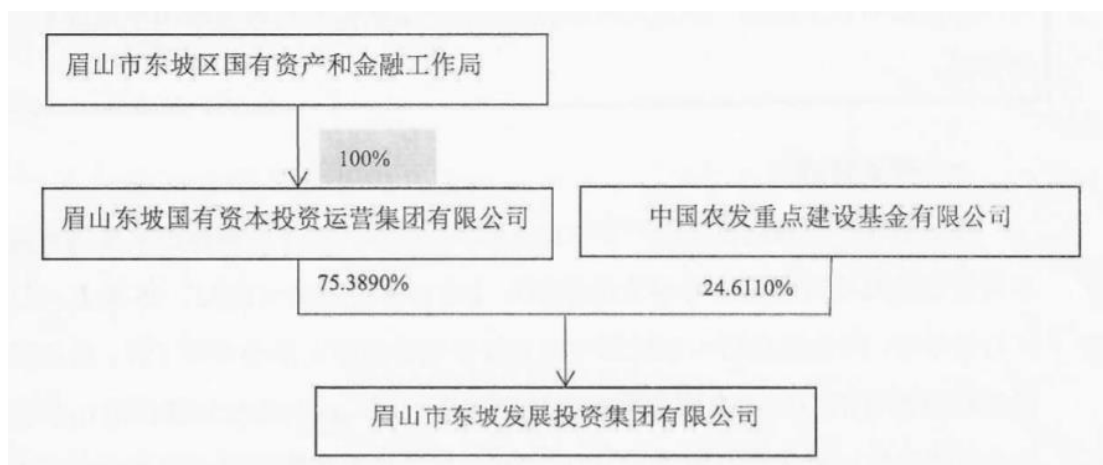 眉山市东坡区国有资产和金融工作局
100%
眉山东坡国有资本投资运营集团有限公司
中国农发重点建设基金有限公司
75.3890%
24.6110%
眉山市东坡发展投资集团有限公司